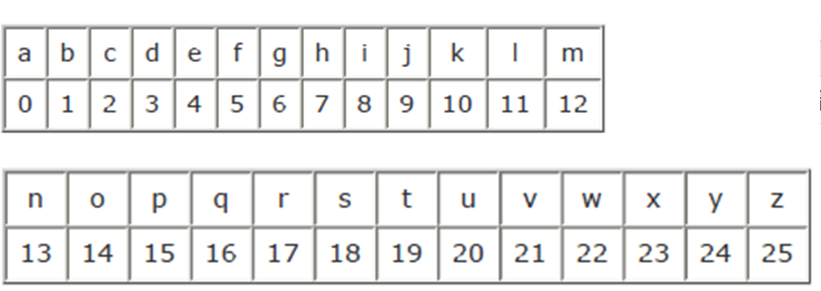 a b c d e f g h i j k l m
0 1 2 3 4 5 6 7 8 9 10 11 12
n o p q r s t u v w x y z
13 14 15 16 17 18 19 20 21 22 23 24 25